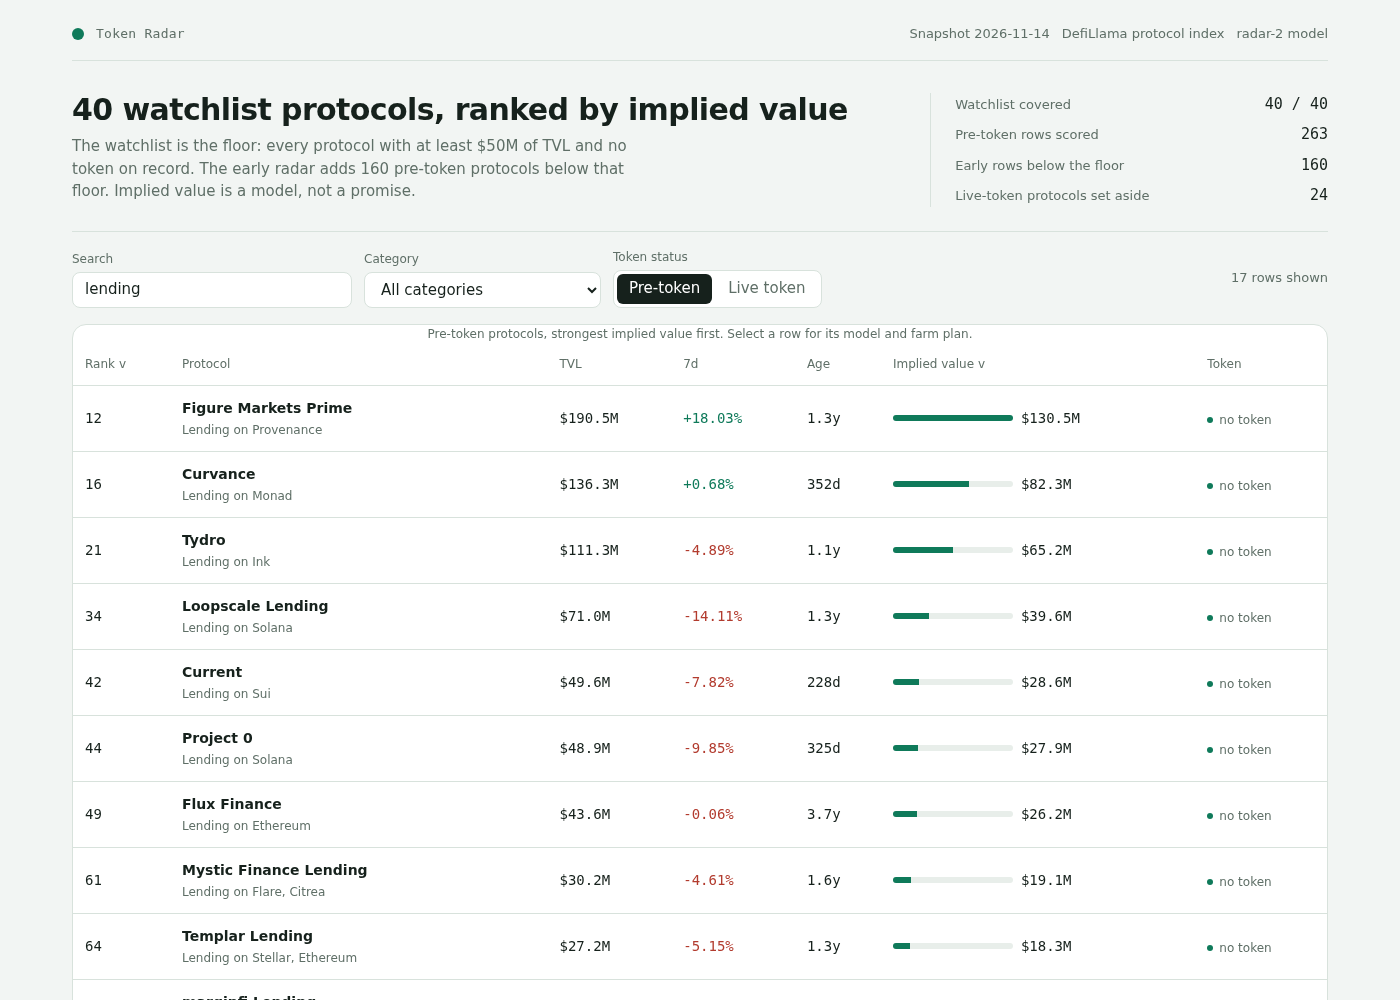 Token Radar
Snapshot 2026-11-14 DefiLlama protocol index radar-2 model
40 watchlist protocols, ranked by implied value
The watchlist is the floor: every protocol with at least $50M of TVL and no
token on record. The early radar adds 160 pre-token protocols below that
floor. Implied value is a model, not a promise.
Watchlist covered 40 / 40
Pre-token rows scored 263
Early rows below the floor 160
Live-token protocols set aside 24
Search
lending
Category
All categories
Token status
Pre-token Live token
17 rows shown
Pre-token protocols, strongest implied value first. Select a row for its model and farm plan.
Rank v Protocol TVL 7d Age Implied value v Token
12 Figure Markets Prime $190.5M +18.03% 1.3y $130.5M no token
Lending on Provenance
16 Curvance $136.3M +0.68% 352d $82.3M no token
Lending on Monad
21 Tydro $111.3M -4.89% 1.1y $65.2M no token
Lending on Ink
34 Loopscale Lending $71.0M -14.11% 1.3y $39.6M no token
Lending on Solana
42 Current $49.6M -7.82% 228d $28.6M no token
Lending on Sui
44 Project 0 $48.9M -9.85% 325d $27.9M no token
Lending on Solana
49 Flux Finance $43.6M -0.06% 3.7y $26.2M no token
Lending on Ethereum
61 Mystic Finance Lending $30.2M -4.61% 1.6y $19.1M no token
Lending on Flare, Citrea
64 Templar Lending $27.2M -5.15% 1.3y $18.3M no token
Lending on Stellar, Ethereum